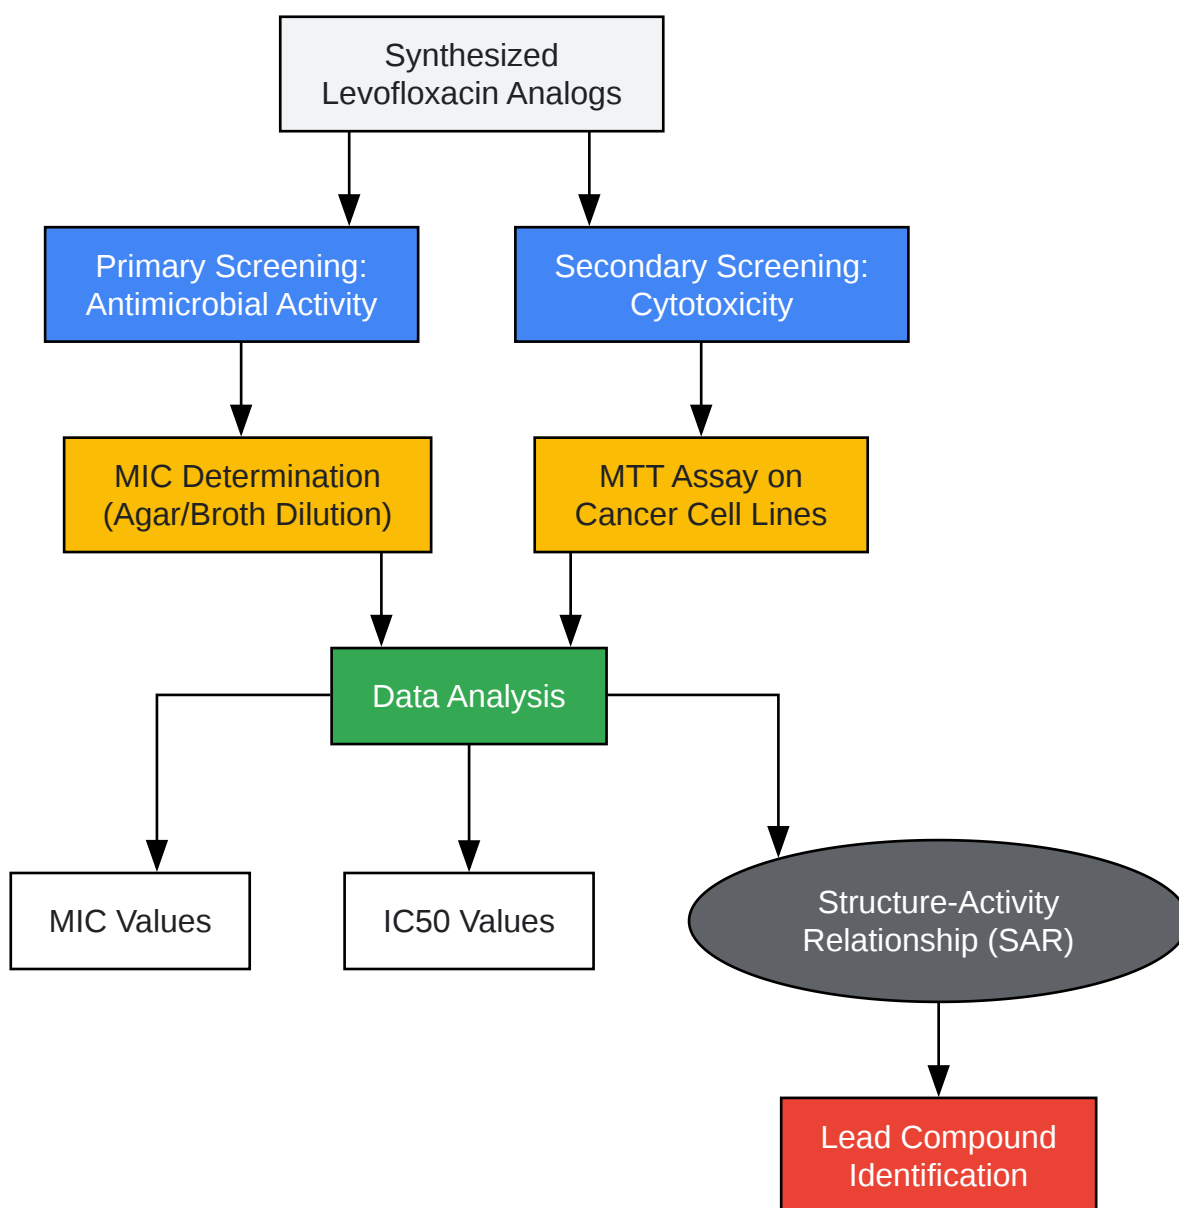 Synthesized
Levofloxacin Analogs
Primary Screening:
Antimicrobial Activity
Secondary Screening:
Cytotoxicity
MIC Determination
(Agar/Broth Dilution)
MTT Assay on
Cancer Cell Lines
Data Analysis
MIC Values
IC50 Values
Structure-Activity
Relationship (SAR)
Lead Compound
Identification